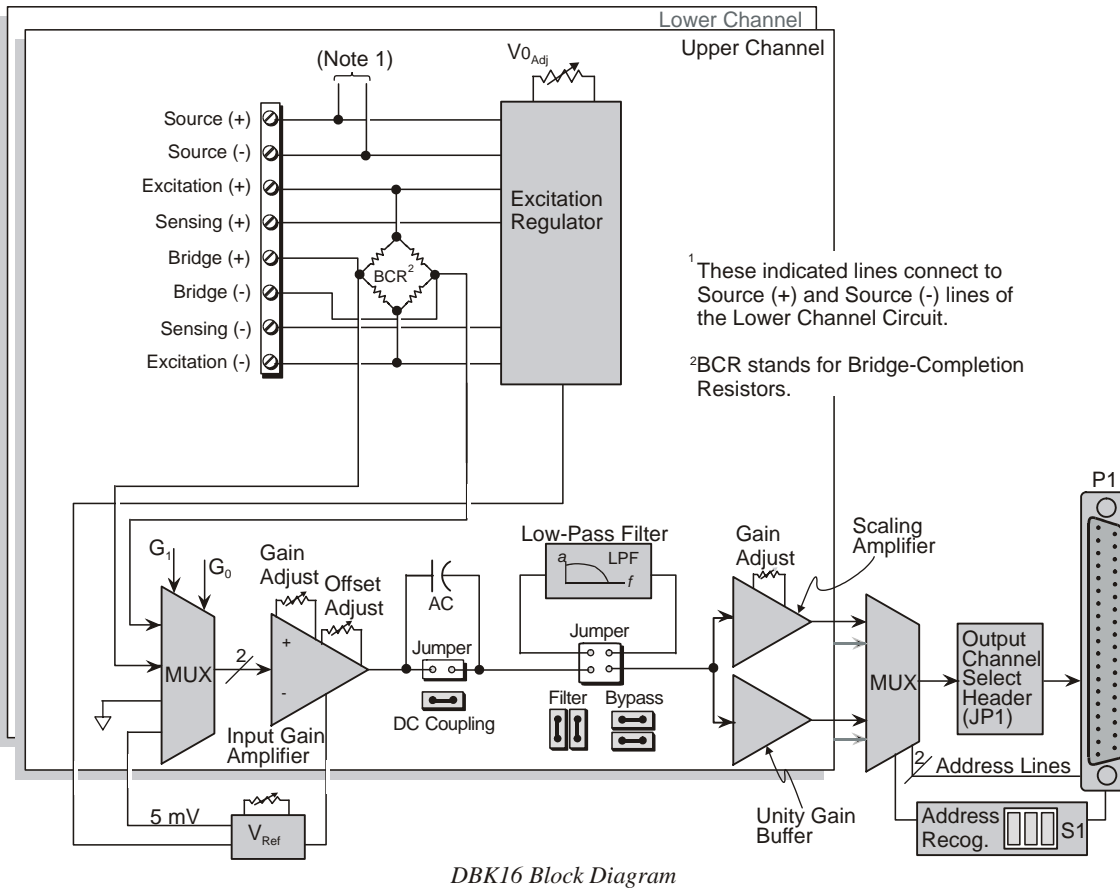 Lower Channel
Upper Channel
(Note 1)
V0Adj
Source (+)
Source (-)
Excitation (+)
Sensing (+)
Bridge (+)
Bridge (-)
Sensing (-)
Excitation (-)
BCR2
Excitation
Regulator
1 These indicated lines connect to
Source (+) and Source (-) lines of
the Lower Channel Circuit.
2BCR stands for Bridge-Completion
Resistors.
P1
G1
G0
Gain
Adjust
Offset
Adjust
AC
Jumper
DC Coupling
Low-Pass Filter
a
LPF
f
Jumper
Filter
Bypass
Gain
Adjust
Scaling
Amplifier
MUX
2
+
-
Input Gain
Amplifier
MUX
Output
Channel
Select
Header
(JP1)
2
Address Lines
Unity Gain
Buffer
Address
Recog.
S1
5 mV
VRef
DBK16 Block Diagram